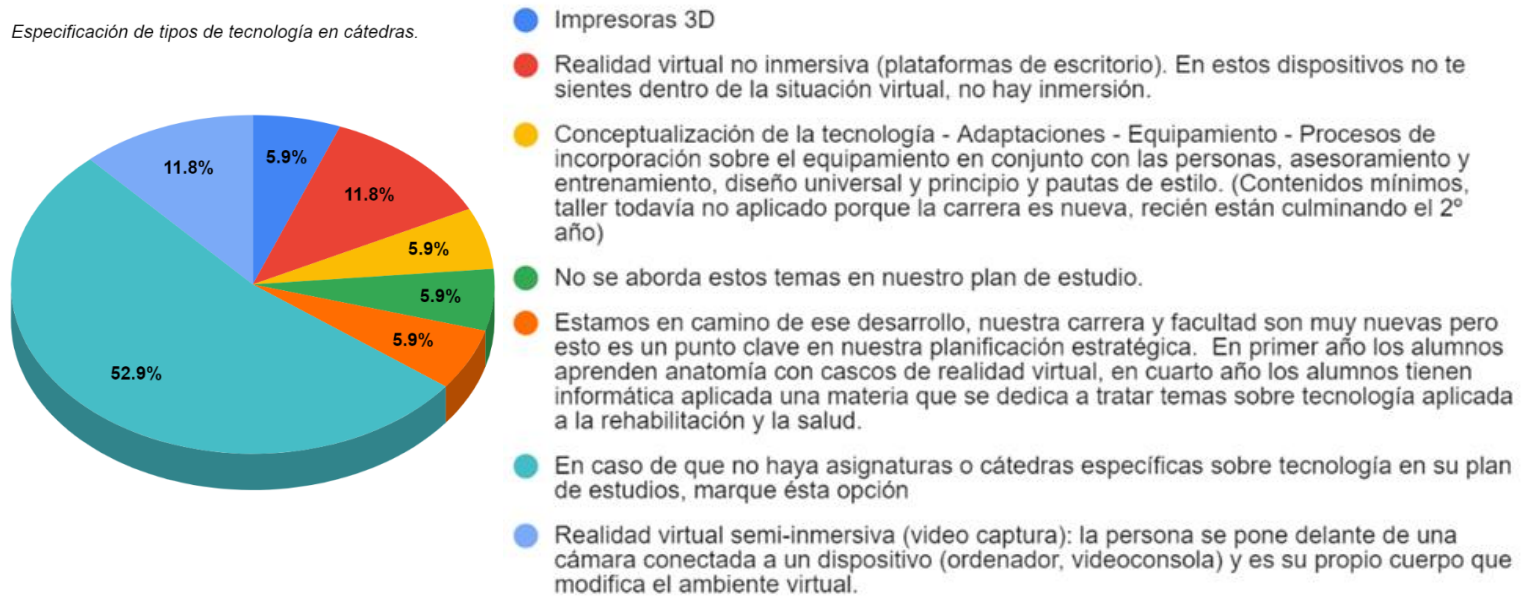 Especificación de tipos de tecnología en cátedras.
5.9%
11.8%
5.9%
5.9%
5.9%
52.9%
11.8%
Impresoras 3D
Realidad virtual no inmersiva (plataformas de escritorio). En estos dispositivos no te
sientes dentro de la situación virtual, no hay inmersión.
Conceptualización de la tecnología - Adaptaciones - Equipamiento - Procesos de
incorporación sobre el equipamiento en conjunto con las personas, asesoramiento y
entrenamiento, diseño universal y principio y pautas de estilo. (Contenidos mínimos,
taller todavía no aplicado porque la carrera es nueva, recién están culminando el 2º
año)
No se aborda estos temas en nuestro plan de estudio.
Estamos en camino de ese desarrollo, nuestra carrera y facultad son muy nuevas pero
esto es un punto clave en nuestra planificación estratégica.  En primer año los alumnos
aprenden anatomía con cascos de realidad virtual, en cuarto año los alumnos tienen
informática aplicada una materia que se dedica a tratar temas sobre tecnología aplicada
a la rehabilitación y la salud.
En caso de que no haya asignaturas o cátedras específicas sobre tecnología en su plan
de estudios, marque ésta opción
Realidad virtual semi-inmersiva (video captura): la persona se pone delante de una
cámara conectada a un dispositivo (ordenador, videoconsola) y es su propio cuerpo que
modifica el ambiente virtual.